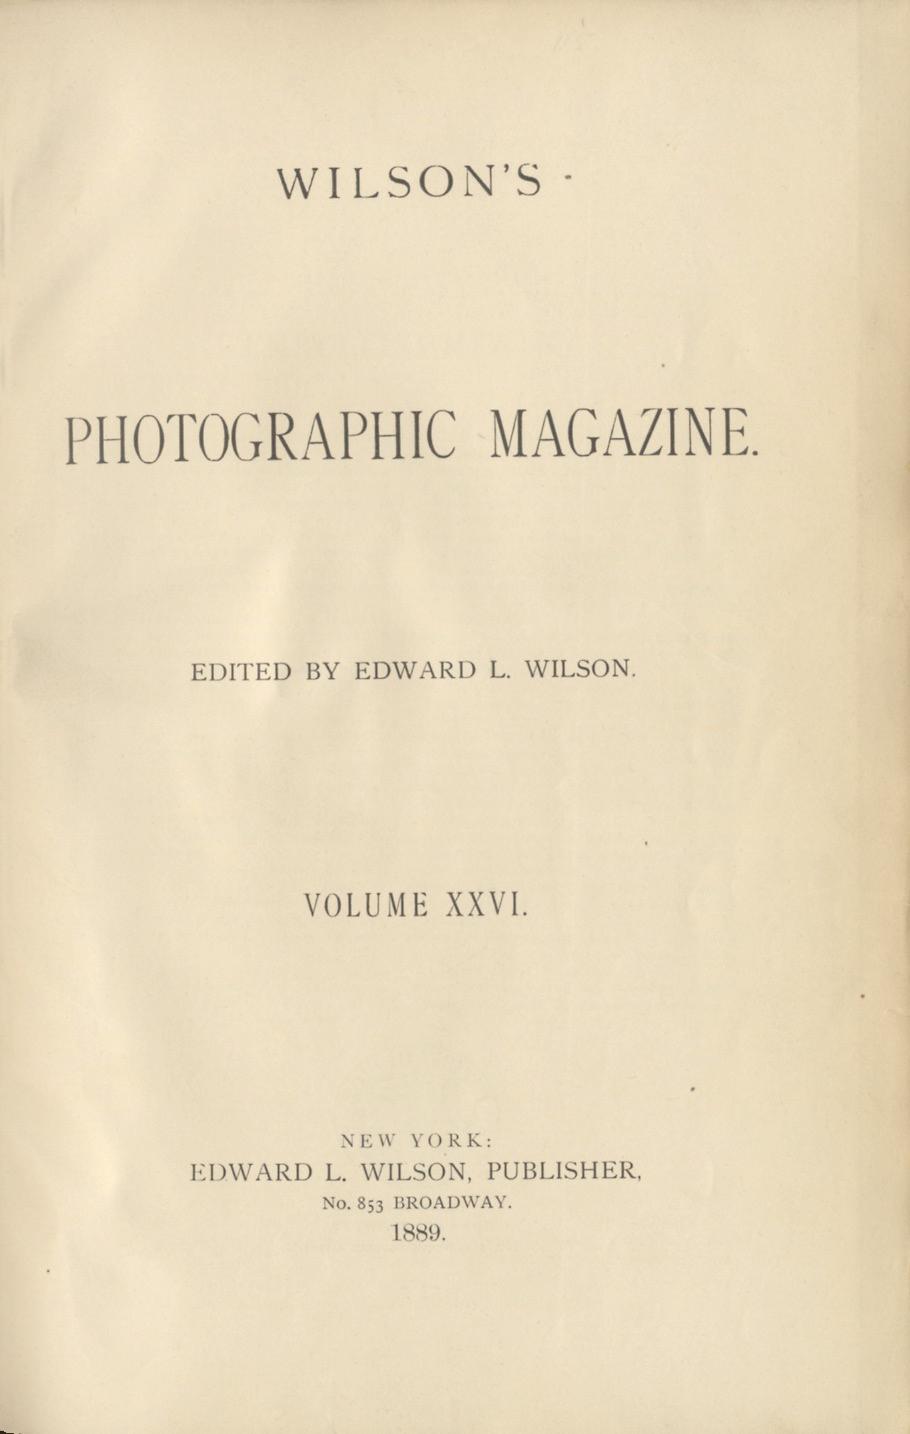 WILSON'S
PHOTOGRAPHIC MAGAZINE.
EDITED BY EDWARD L. WILSON.
VOLUME XXVI.
NEW YORK:
EDWARD L. WILSON, PUBLISHER,
No. 853 BROADWAY.
1889.